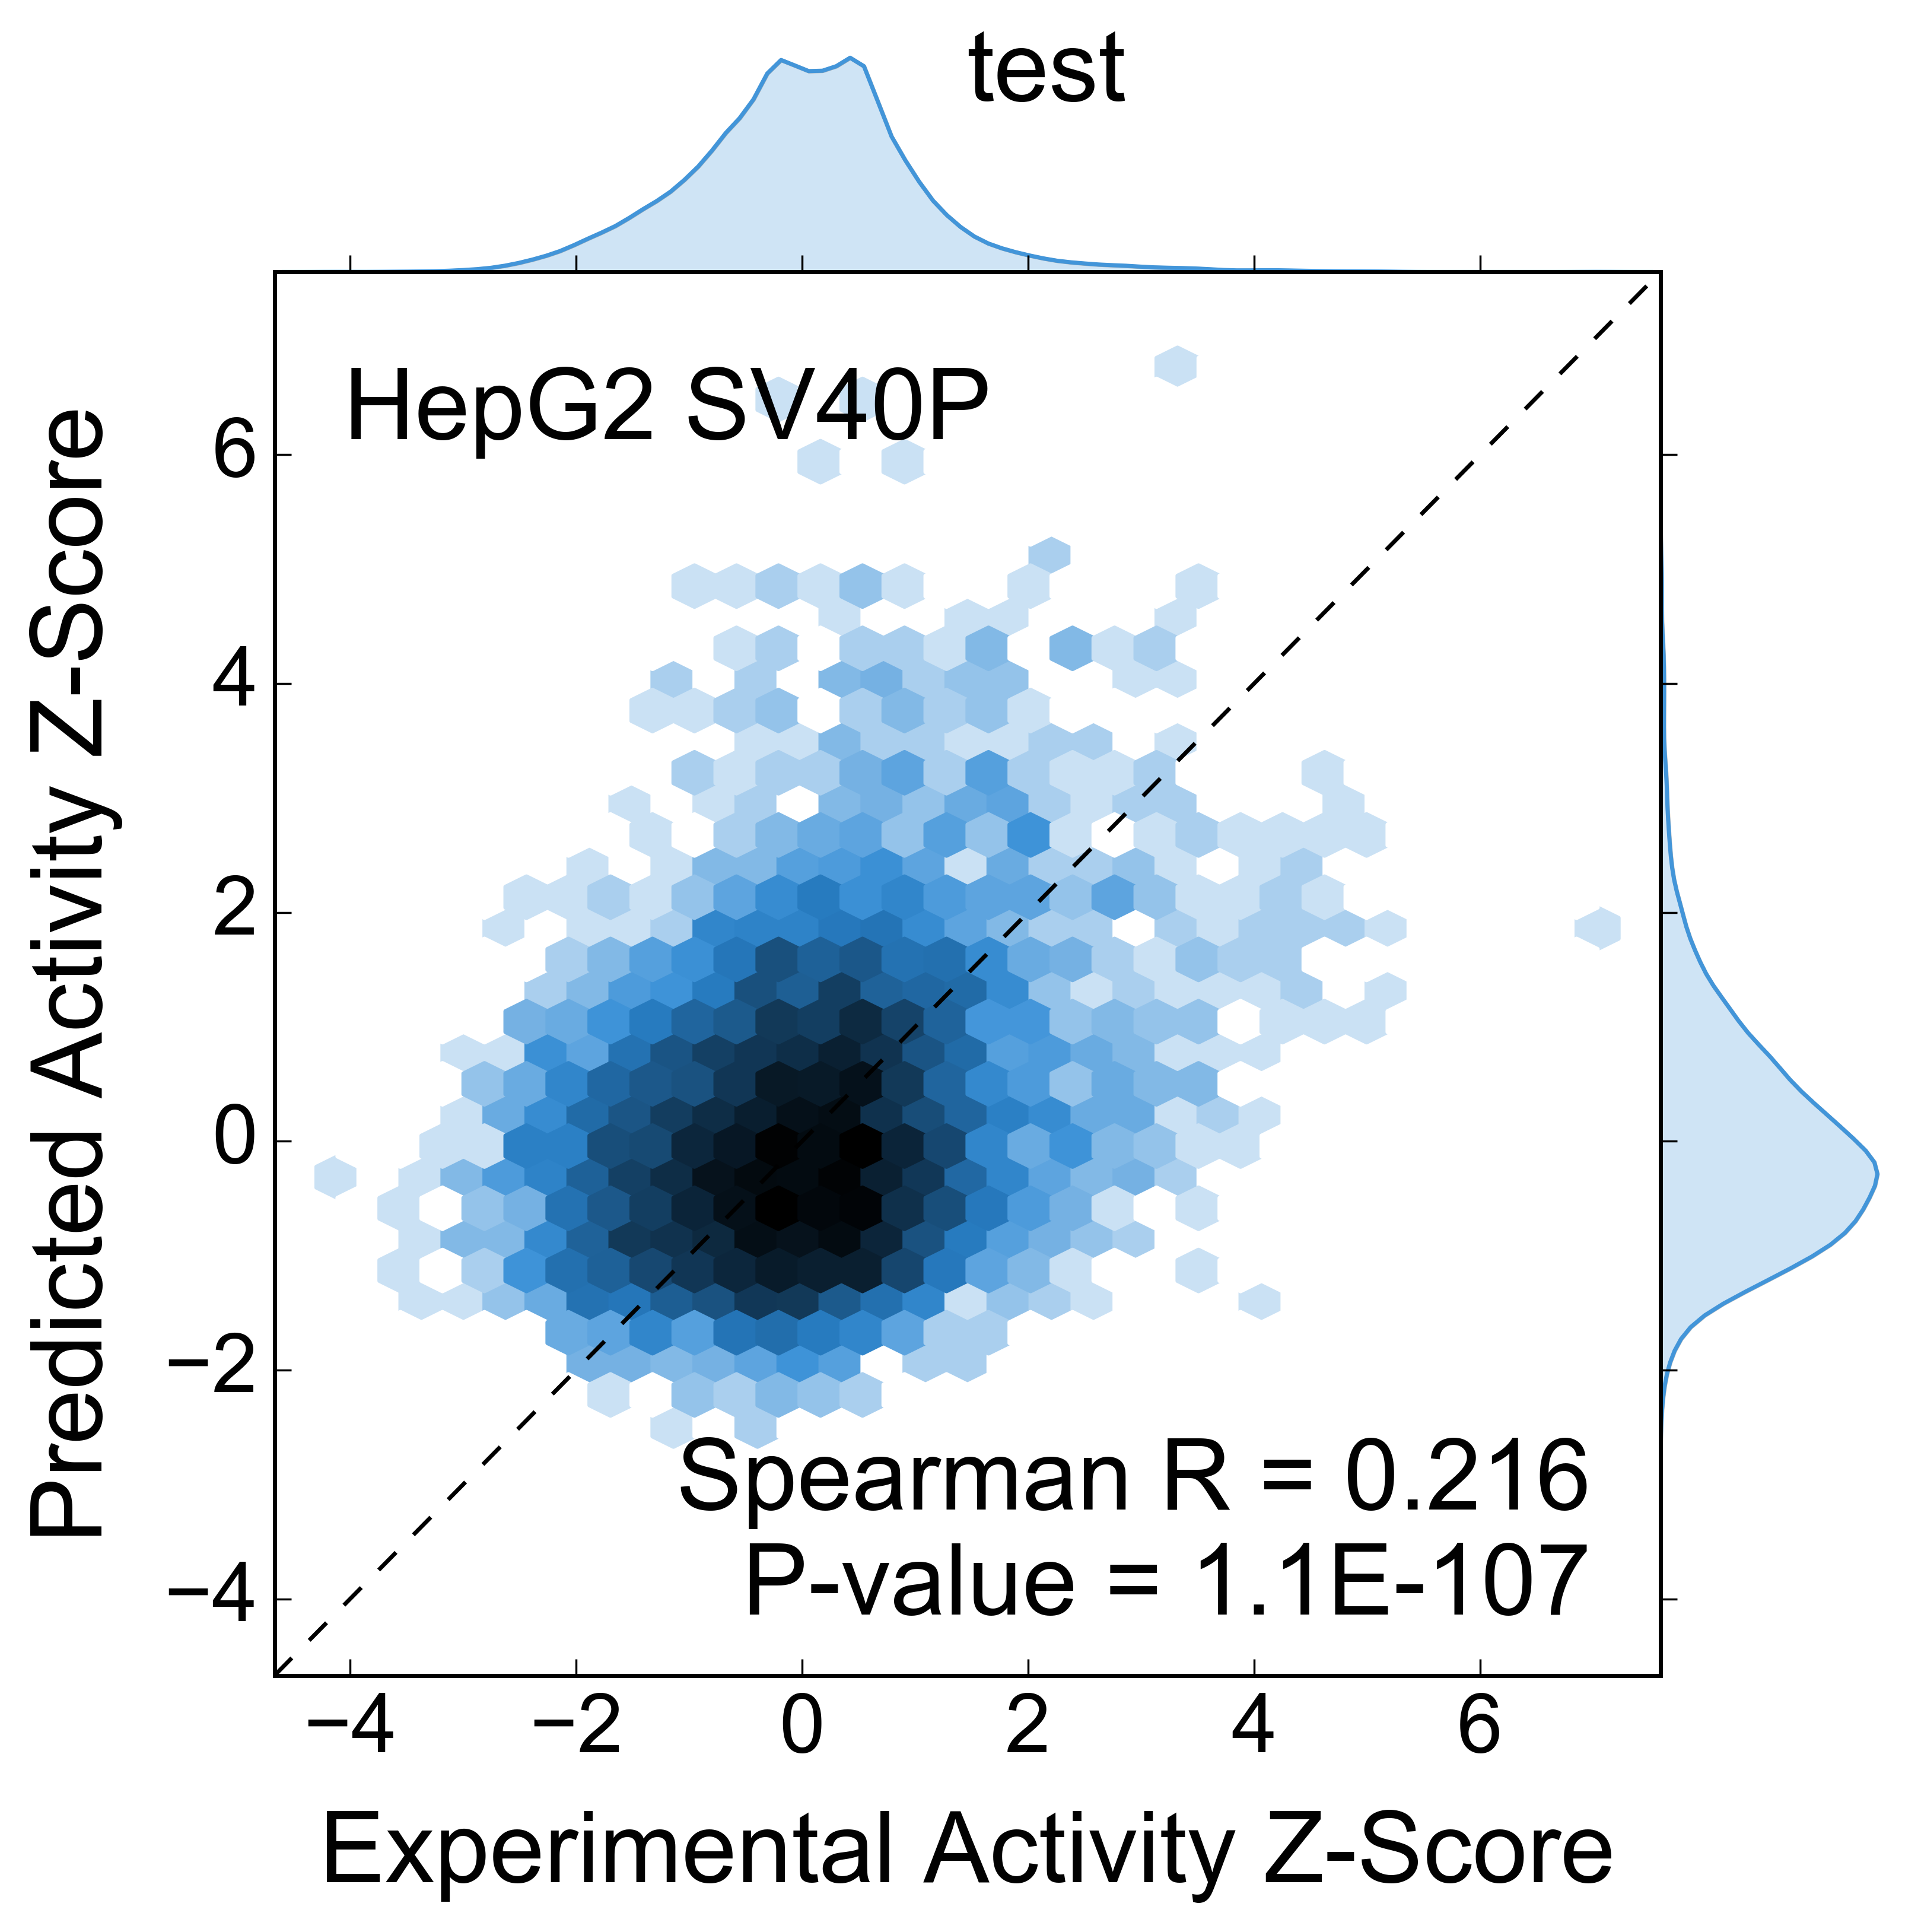 test
HepG2 SV40P
Predicted Activity Z-Score
6
4
2
0
−2
−4
Spearman R = 0.216
P-value = 1.1E-107
−4 −2 0 2 4 6
Experimental Activity Z-Score